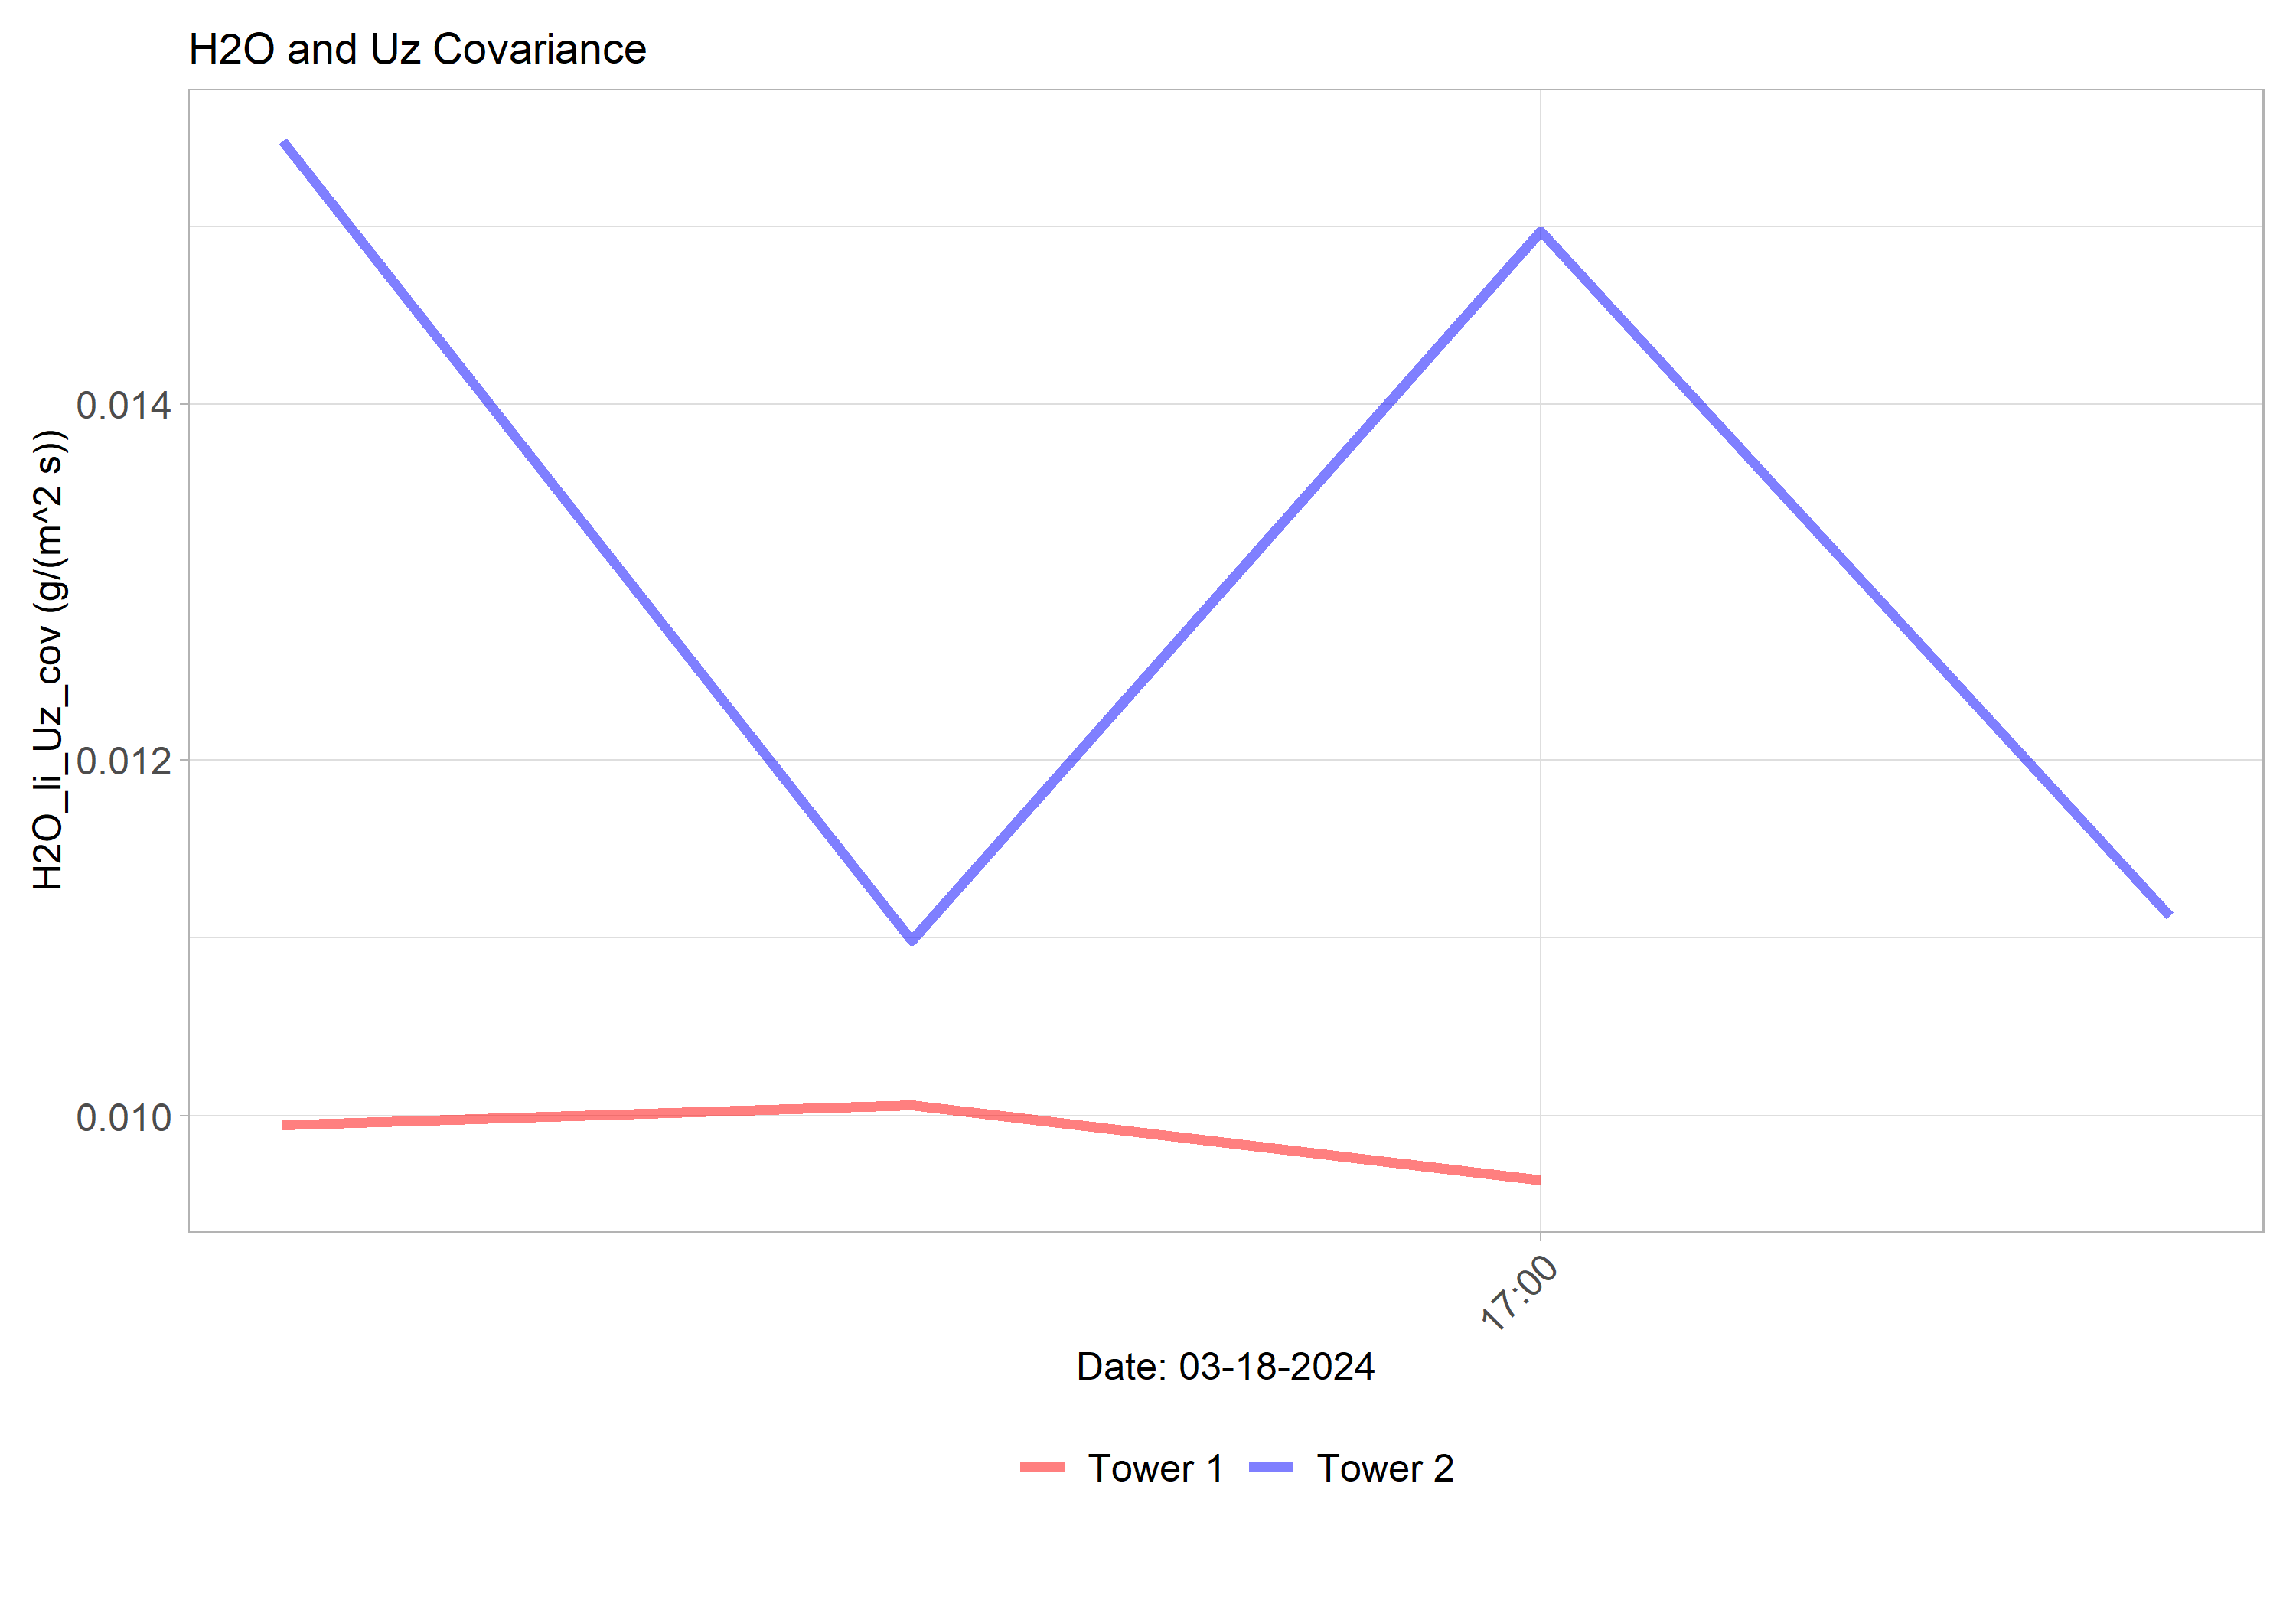 H2O and Uz Covariance
H2O_li_Uz_cov (g/(m^2 s))
0.014
0.012
0.010
17:00
Date: 03-18-2024
Tower 1
Tower 2